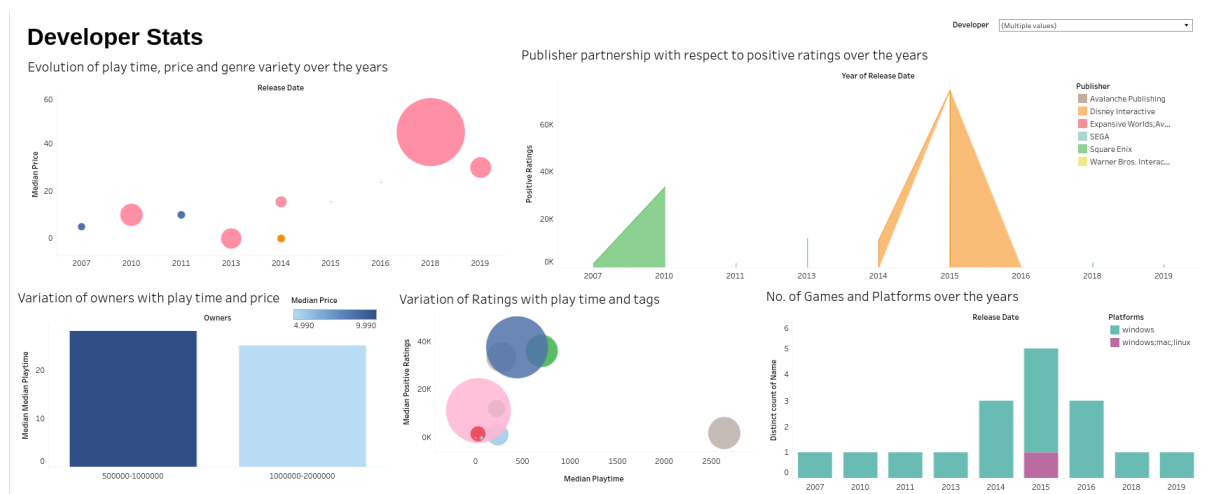 Developer Stats
Developer
(Multiple values)
Evolution of play time, price and genre variety over the years
Release Date
Median Price
60
40
20
0
2007 2010 2011 2013 2014 2015 2016 2018 2019
Publisher partnership with respect to positive ratings over the years
Year of Release Date
Positive Ratings
60K
40K
20K
0K
2007 2010 2011 2013 2014 2015 2016 2018 2019
Publisher
Avalanche Publishing
Disney Interactive
Expansive Worlds;Av...
SEGA
Square Enix
Warner Bros. Interac...
Variation of owners with play time and price
Median Price
4.990 9.990
Owners
Median Median Playtime
20
10
0
500000-1000000 1000000-2000000
Variation of Ratings with play time and tags
Median Positive Ratings
40K
20K
0K
0 500 1000 1500 2000 2500
Median Playtime
No. of Games and Platforms over the years
Release Date
Distinct count of Name
6
5
4
3
2
1
0
2007 2010 2011 2013 2014 2015 2016 2018 2019
Platforms
windows
windows;mac;linux